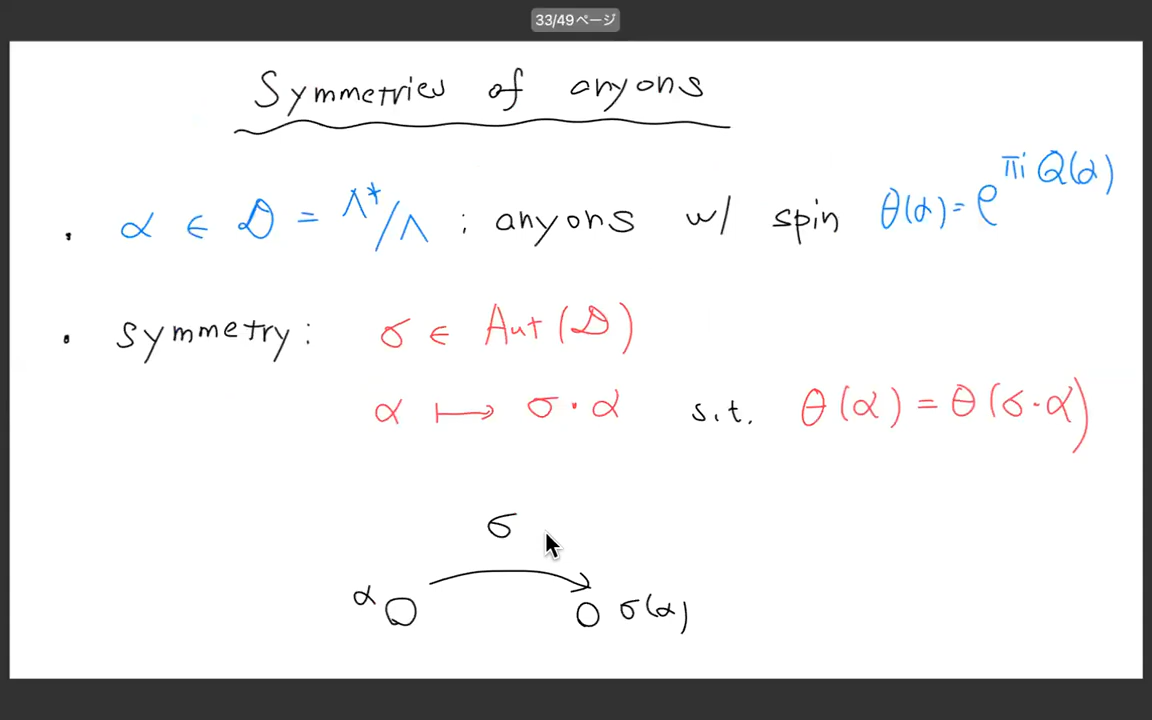 33/49ページ
Symmetries of anyons
· α ∈ D = Λ*/Λ : anyons w/ spin θ(α) = e^{πi Q(α)}
· symmetry : σ ∈ Aut (D)
α ⟼ σ · α s.t. θ(α) = θ(σ·α)
σ
α σ(α)